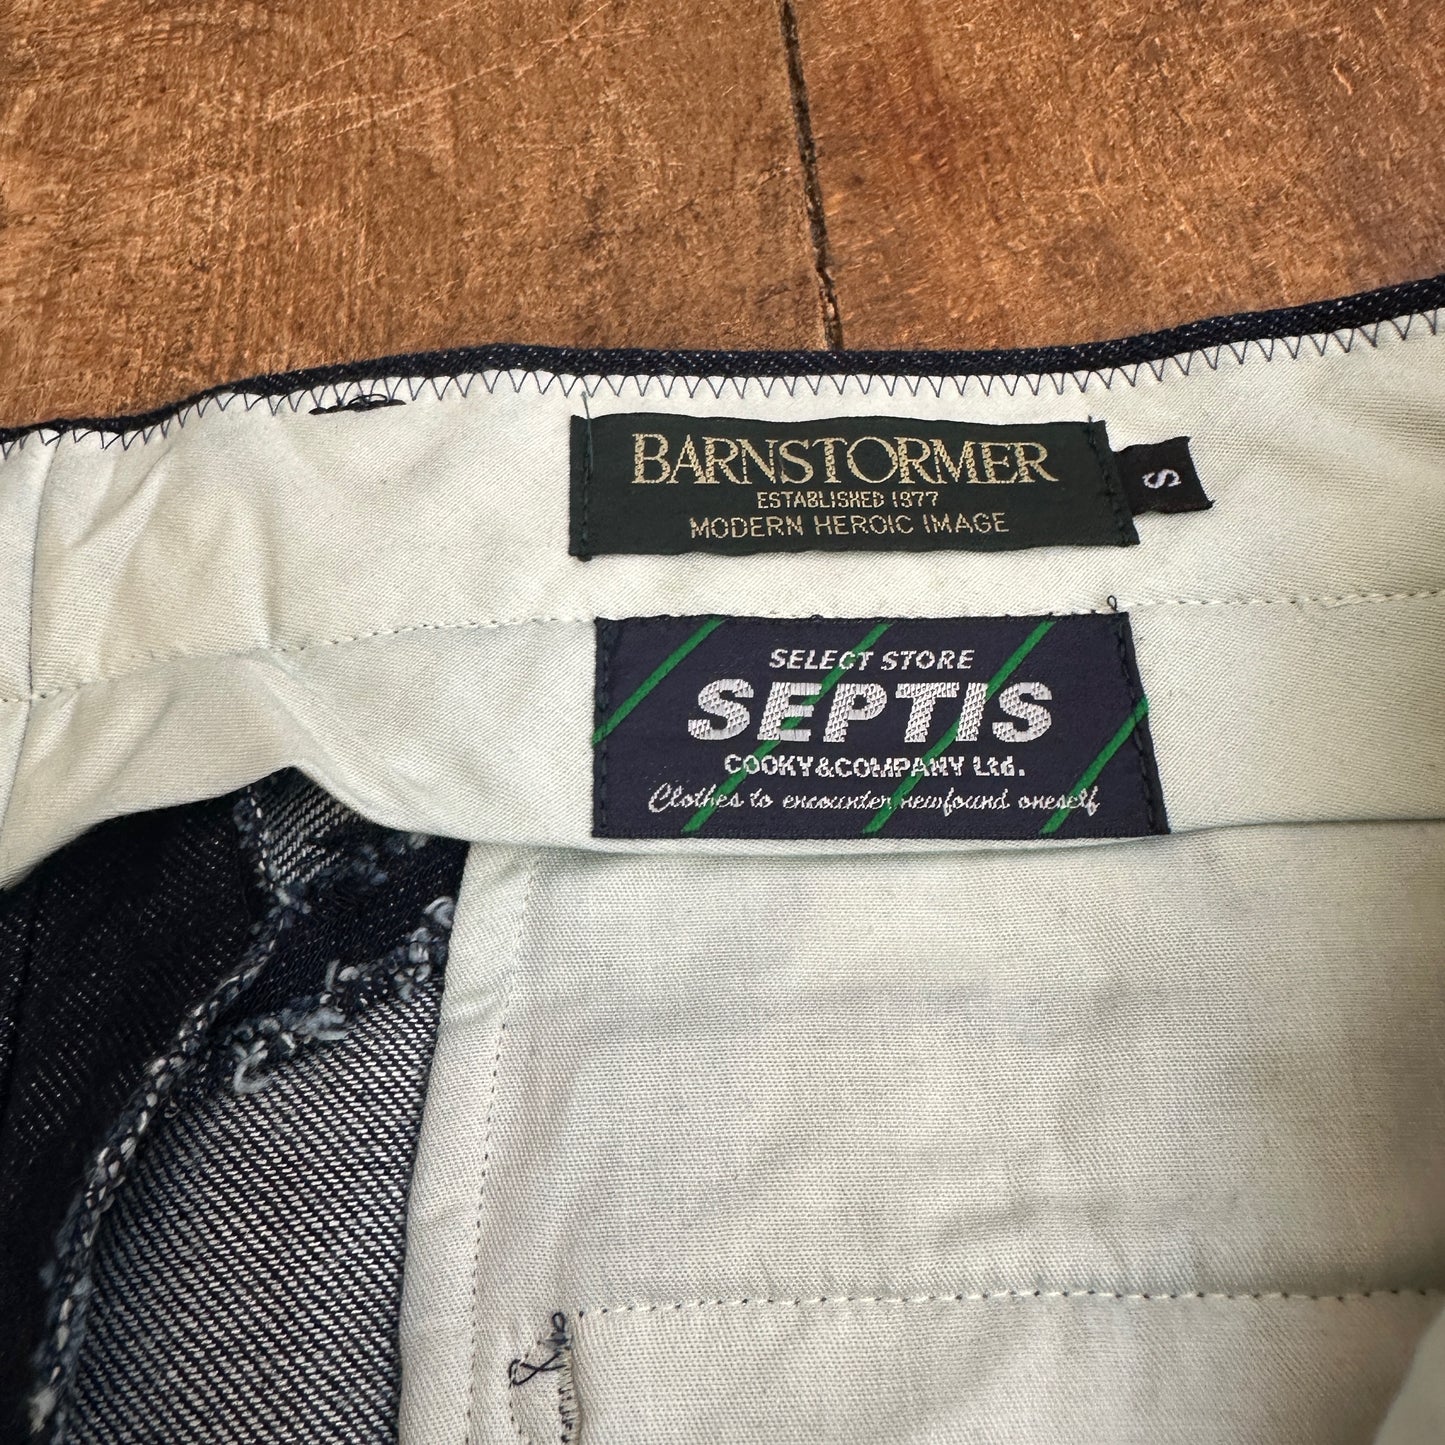 BARNSTORMER
ESTABLISHED 1977
MODERN HEROIC IMAGE
S
SELECT STORE
SEPTIS
COOKY&COMPANY Ltd.
Clothes to encounter newfound oneself